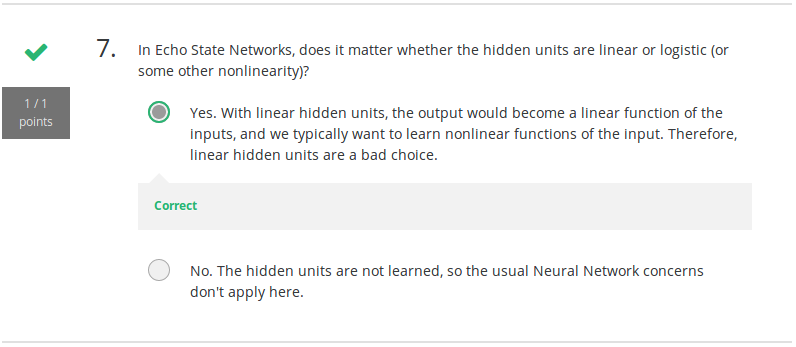 7.
In Echo State Networks, does it matter whether the hidden units are linear or logistic (or
some other nonlinearity)?
1 / 1
points
Yes. With linear hidden units, the output would become a linear function of the
inputs, and we typically want to learn nonlinear functions of the input. Therefore,
linear hidden units are a bad choice.
Correct
No. The hidden units are not learned, so the usual Neural Network concerns
don't apply here.